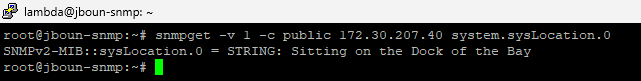 lambda@jboun-snmp: ~
root@jboun-snmp:~# snmpget -v 1 -c public 172.30.207.40 system.sysLocation.0
SNMPv2-MIB::sysLocation.0 = STRING: Sitting on the Dock of the Bay
root@jboun-snmp:~#